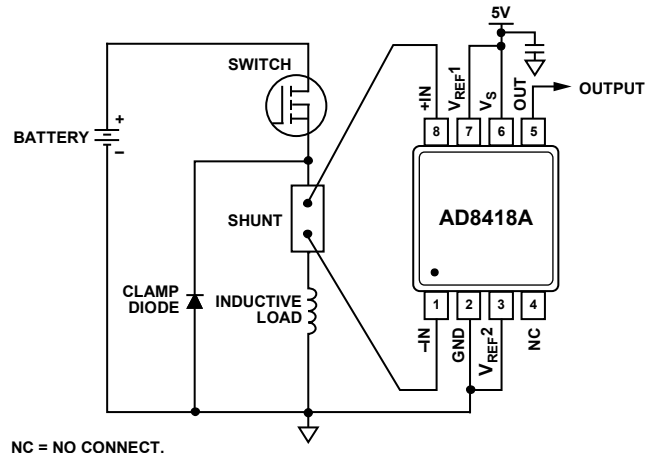 5V
SWITCH
BATTERY
+
–
SHUNT
CLAMP
DIODE
INDUCTIVE
LOAD
+IN
VREF1
VS
OUT
OUTPUT
8
7
6
5
AD8418A
1
2
3
4
–IN
GND
VREF2
NC
NC = NO CONNECT.